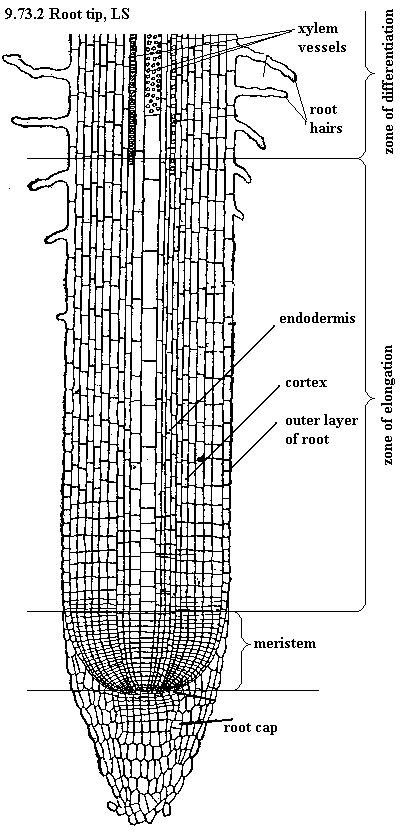 9.73.2 Root tip, LS
xylem
vessels
zone of differentiation
root
hairs
endodermis
cortex
outer layer
of root
zone of elongation
meristem
root cap